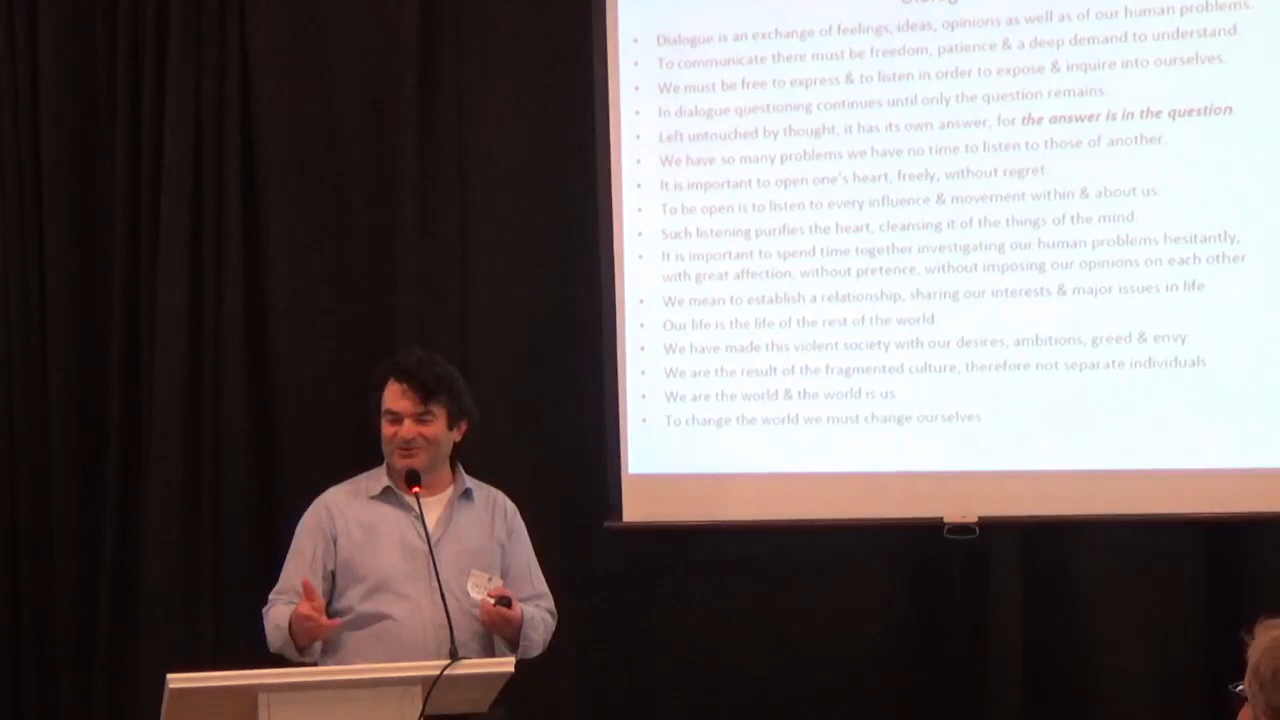 • Dialogue is an exchange of feelings, ideas, opinions as well as of our human problems.
• To communicate there must be freedom, patience & a deep demand to understand.
• We must be free to express & to listen in order to expose & inquire into ourselves.
• In dialogue questioning continues until only the question remains.
• Left untouched by thought, it has its own answer, for the answer is in the question.
• We have so many problems we have no time to listen to those of another.
• It is important to open one's heart, freely, without regret.
• To be open is to listen to every influence & movement within & about us.
• Such listening purifies the heart, cleansing it of the things of the mind.
• It is important to spend time together investigating our human problems hesitantly,
with great affection, without pretence, without imposing our opinions on each other
• We mean to establish a relationship, sharing our interests & major issues in life.
• Our life is the life of the rest of the world.
• We have made this violent society with our desires, ambitions, greed & envy
• We are the result of the fragmented culture, therefore not separate individuals
• We are the world & the world is us
• To change the world we must change ourselves